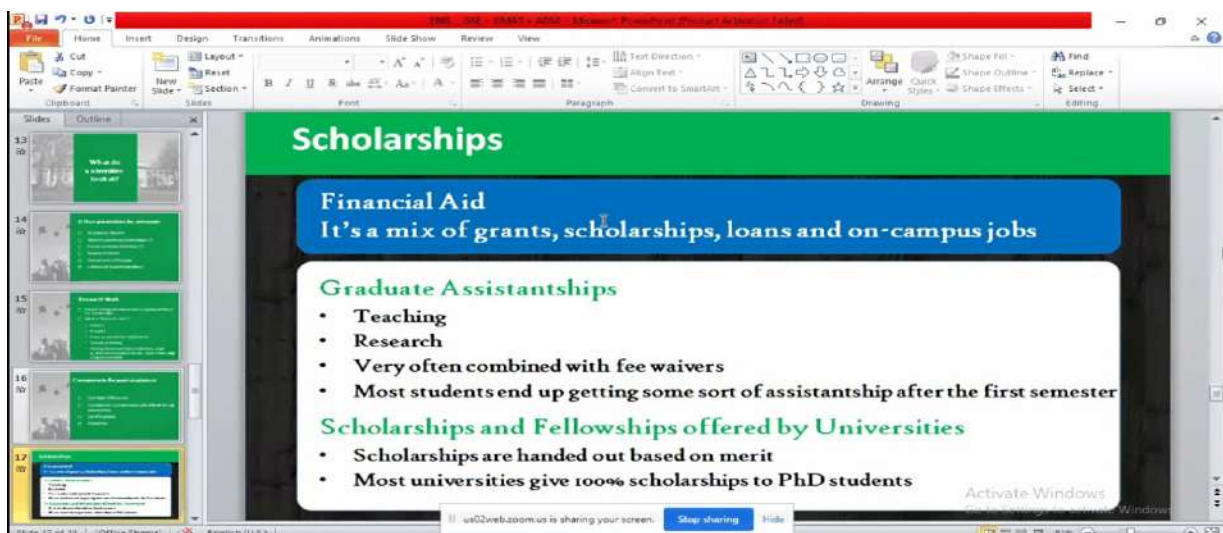 File Home Insert Design Transitions Animations Slide Show Review View
Cut
Copy
Format Painter
Paste
Clipboard
New Slide
Layout
Reset
Section
Slides
Font
Text Direction
Align Text
Convert to SmartArt
Paragraph
Arrange
Quick Styles
Shape Fill
Shape Outline
Shape Effects
Drawing
Find
Replace
Select
Editing
Slides Outline
13
14
15
16
17
Scholarships
Financial Aid
It's a mix of grants, scholarships, loans and on-campus jobs
Graduate Assistantships
• Teaching
• Research
• Very often combined with fee waivers
• Most students end up getting some sort of assistantship after the first semester
Scholarships and Fellowships offered by Universities
• Scholarships are handed out based on merit
• Most universities give 100% scholarships to PhD students
Activate Windows
us02web.zoom.us is sharing your screen. Stop sharing Hide